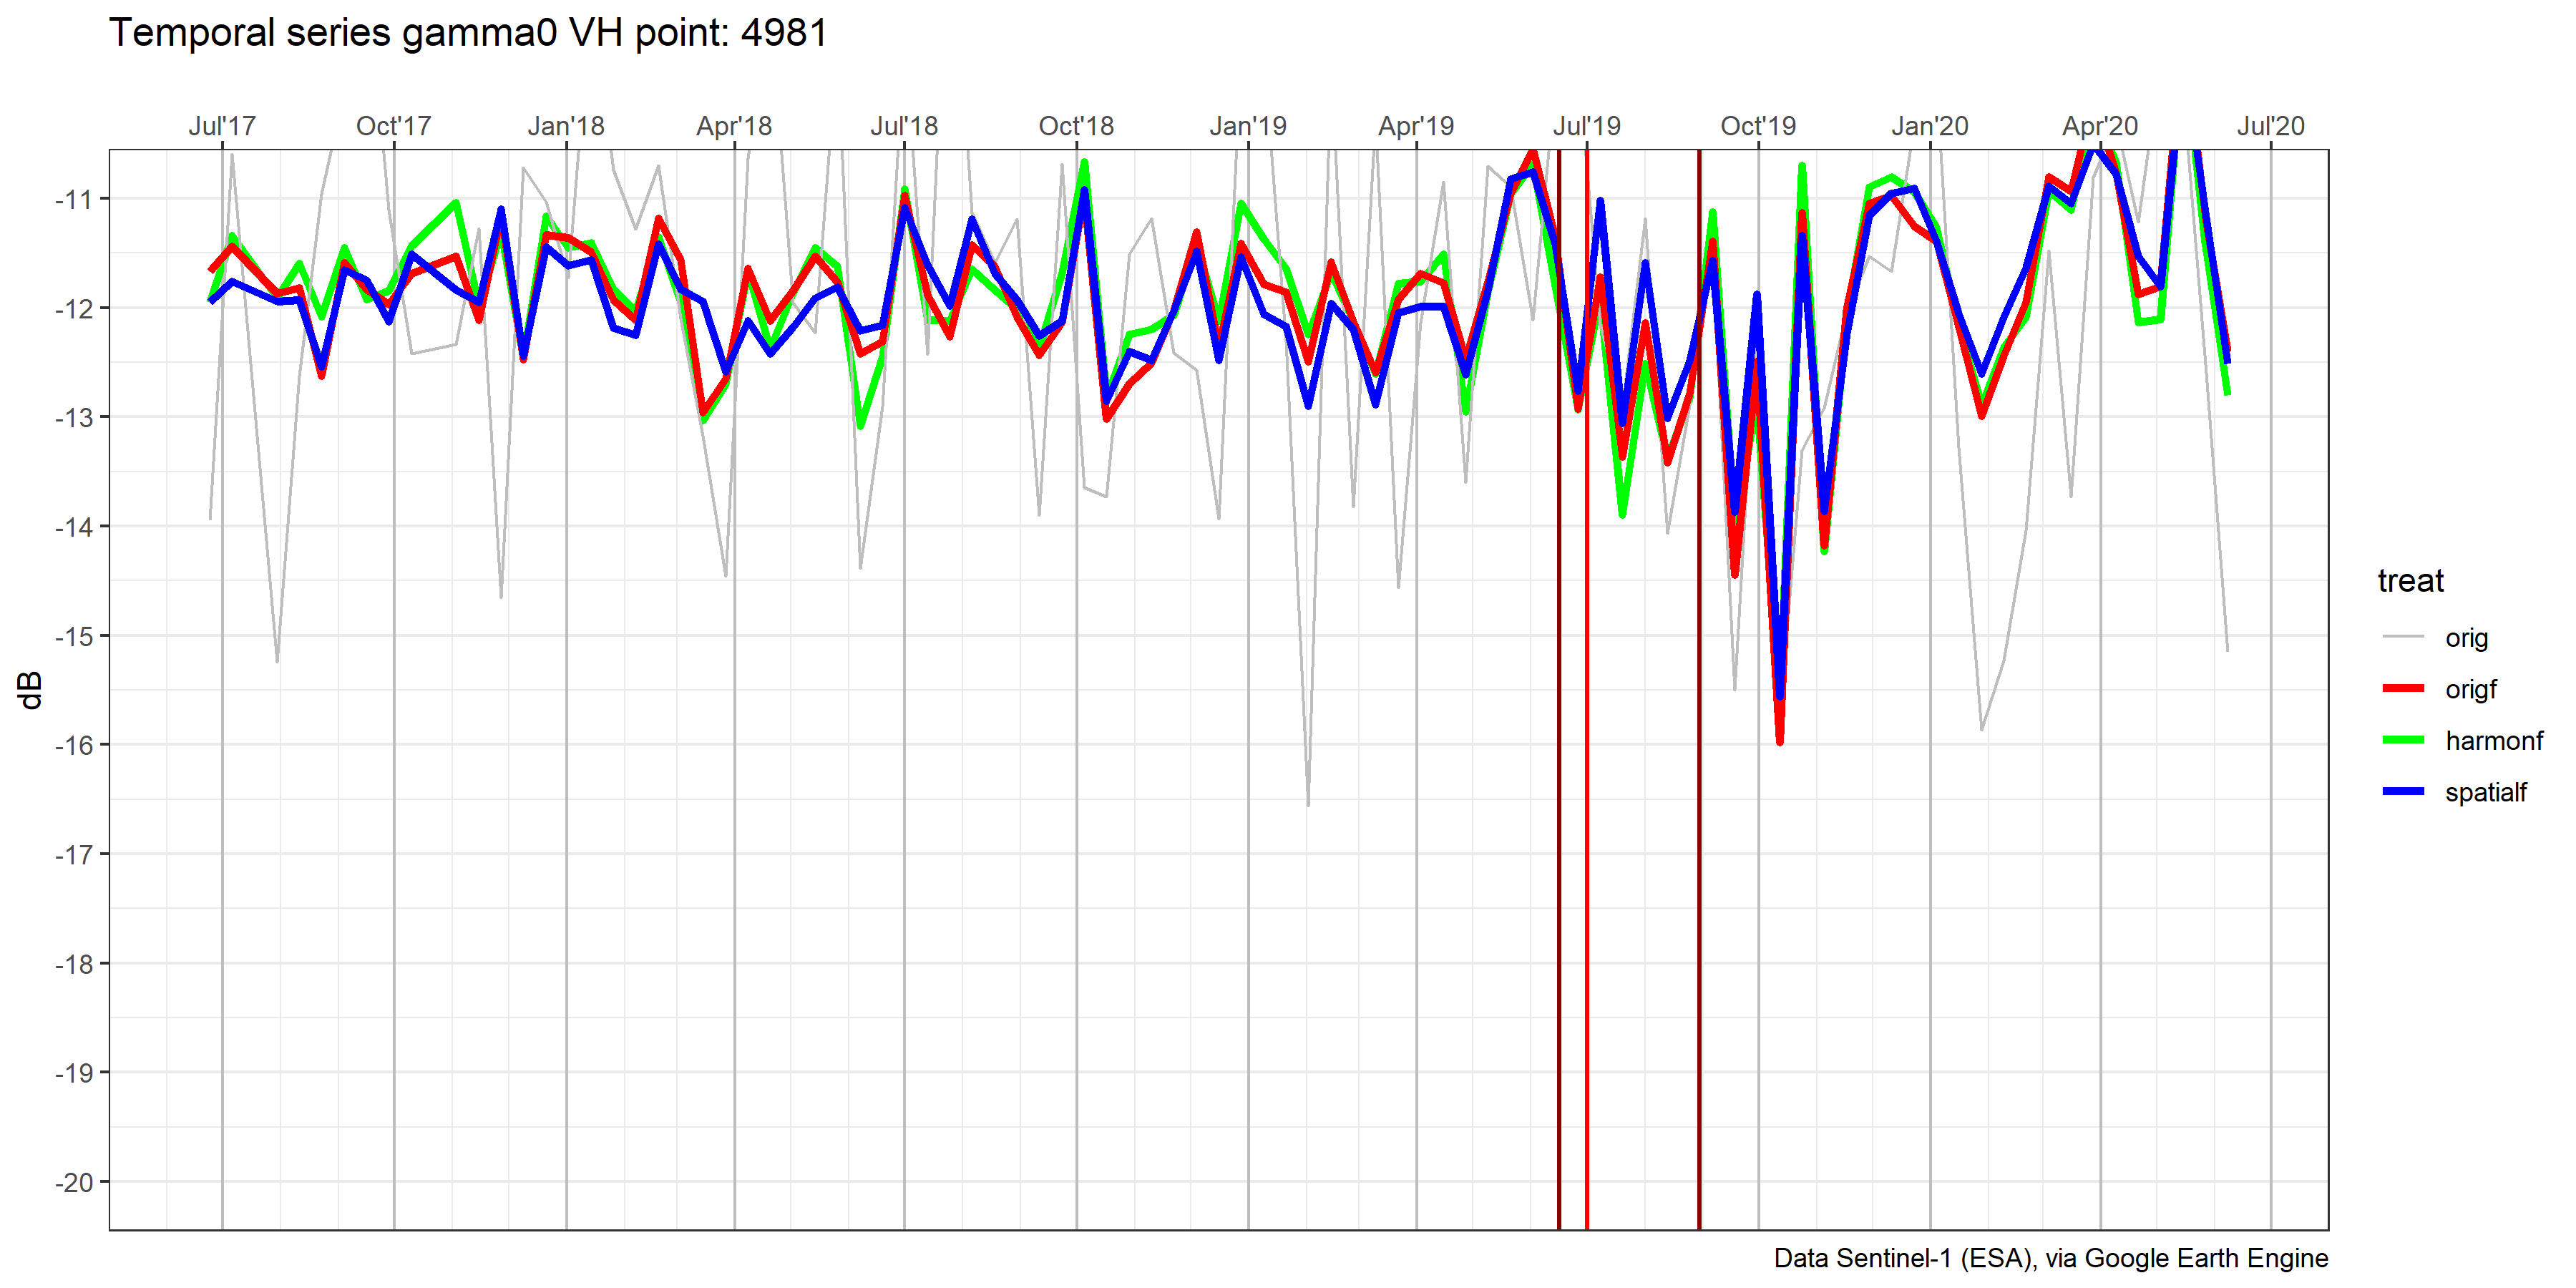 Temporal series gamma0 VH point: 4981
Jul'17 Oct'17 Jan'18 Apr'18 Jul'18 Oct'18 Jan'19 Apr'19 Jul'19 Oct'19 Jan'20 Apr'20 Jul'20
-11
-12
-13
-14
-15
-16
-17
-18
-19
-20
dB
treat
orig
origf
harmonf
spatialf
Data Sentinel-1 (ESA), via Google Earth Engine